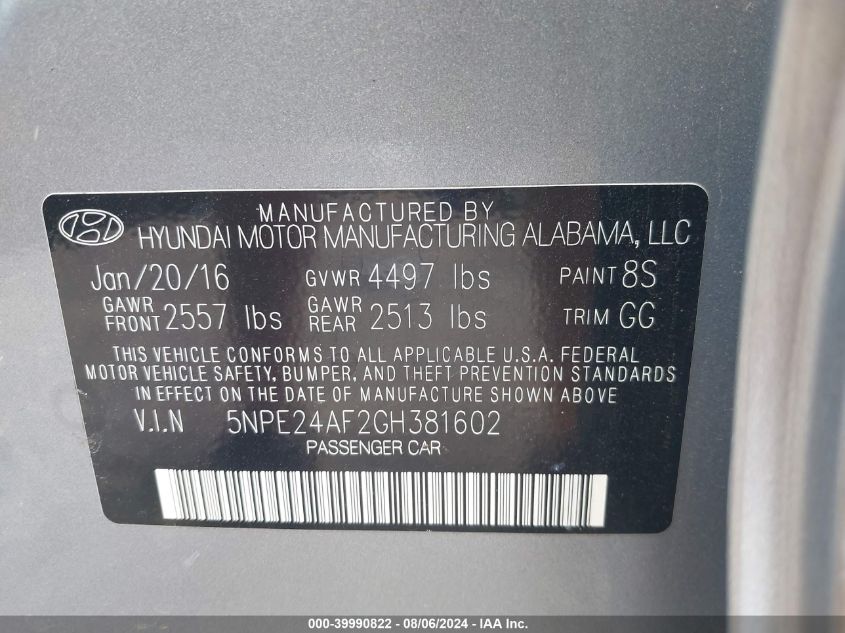 MANUFACTURED BY
HYUNDAI MOTOR MANUFACTURING ALABAMA, LLC
Jan/20/16 GVWR 4497 lbs PAINT 8S
GAWR FRONT 2557 lbs GAWR REAR 2513 lbs TRIM GG
THIS VEHICLE CONFORMS TO ALL APPLICABLE U.S.A. FEDERAL
MOTOR VEHICLE SAFETY, BUMPER, AND THEFT PREVENTION STANDARDS
IN EFFECT ON THE DATE OF MANUFACTURE SHOWN ABOVE
V.I.N 5NPE24AF2GH381602
PASSENGER CAR
000-39990822 - 08/06/2024 - IAA Inc.